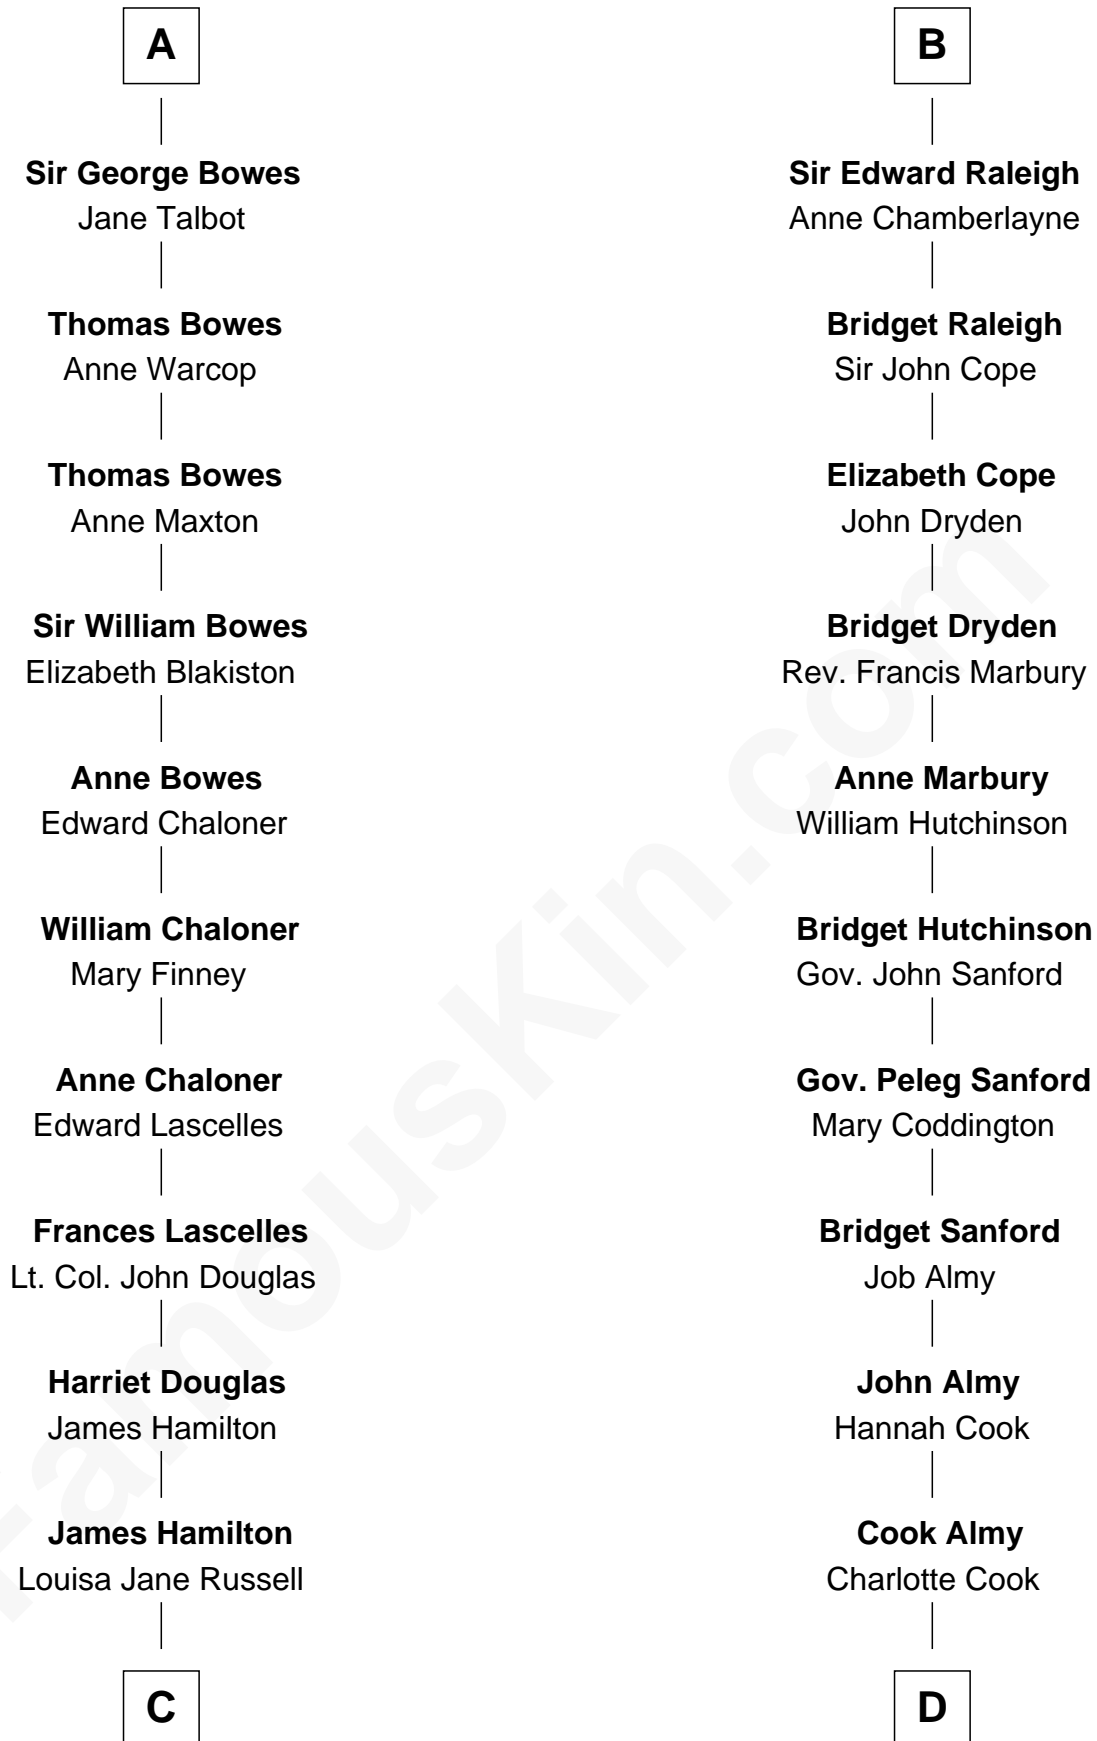 A
Sir George Bowes
Jane Talbot
Thomas Bowes
Anne Warcop
Thomas Bowes
Anne Maxton
Sir William Bowes
Elizabeth Blakiston
Anne Bowes
Edward Chaloner
William Chaloner
Mary Finney
Anne Chaloner
Edward Lascelles
Frances Lascelles
Lt. Col. John Douglas
Harriet Douglas
James Hamilton
James Hamilton
Louisa Jane Russell
C
B
Sir Edward Raleigh
Anne Chamberlayne
Bridget Raleigh
Sir John Cope
Elizabeth Cope
John Dryden
Bridget Dryden
Rev. Francis Marbury
Anne Marbury
William Hutchinson
Bridget Hutchinson
Gov. John Sanford
Gov. Peleg Sanford
Mary Coddington
Bridget Sanford
Job Almy
John Almy
Hannah Cook
Cook Almy
Charlotte Cook
D
FamousKin.com